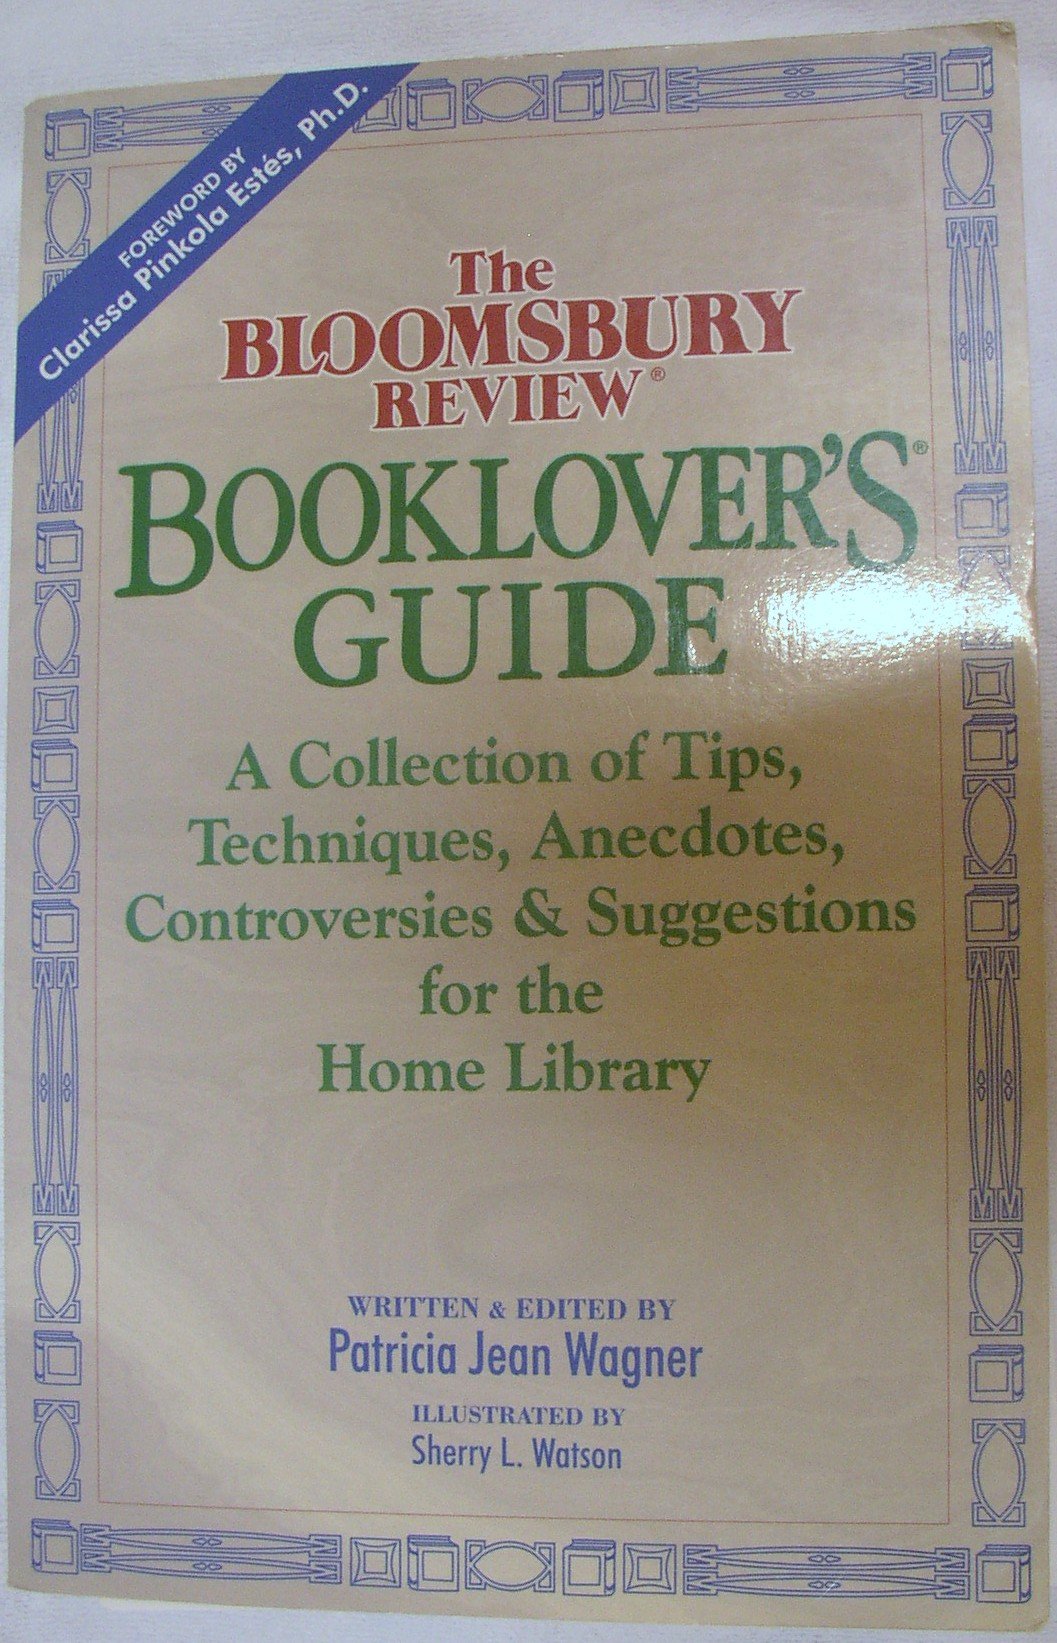 FOREWORD BY
Clarissa Pinkola Estés, Ph.D.
The
BLOOMSBURY
REVIEW®
BOOKLOVER'S®
GUIDE
A Collection of Tips,
Techniques, Anecdotes,
Controversies & Suggestions
for the
Home Library
WRITTEN & EDITED BY
Patricia Jean Wagner
ILLUSTRATED BY
Sherry L. Watson